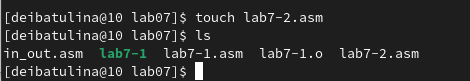 [deibatulina@10 lab07]$ touch lab7-2.asm
[deibatulina@10 lab07]$ ls
in_out.asm  lab7-1  lab7-1.asm  lab7-1.o  lab7-2.asm
[deibatulina@10 lab07]$